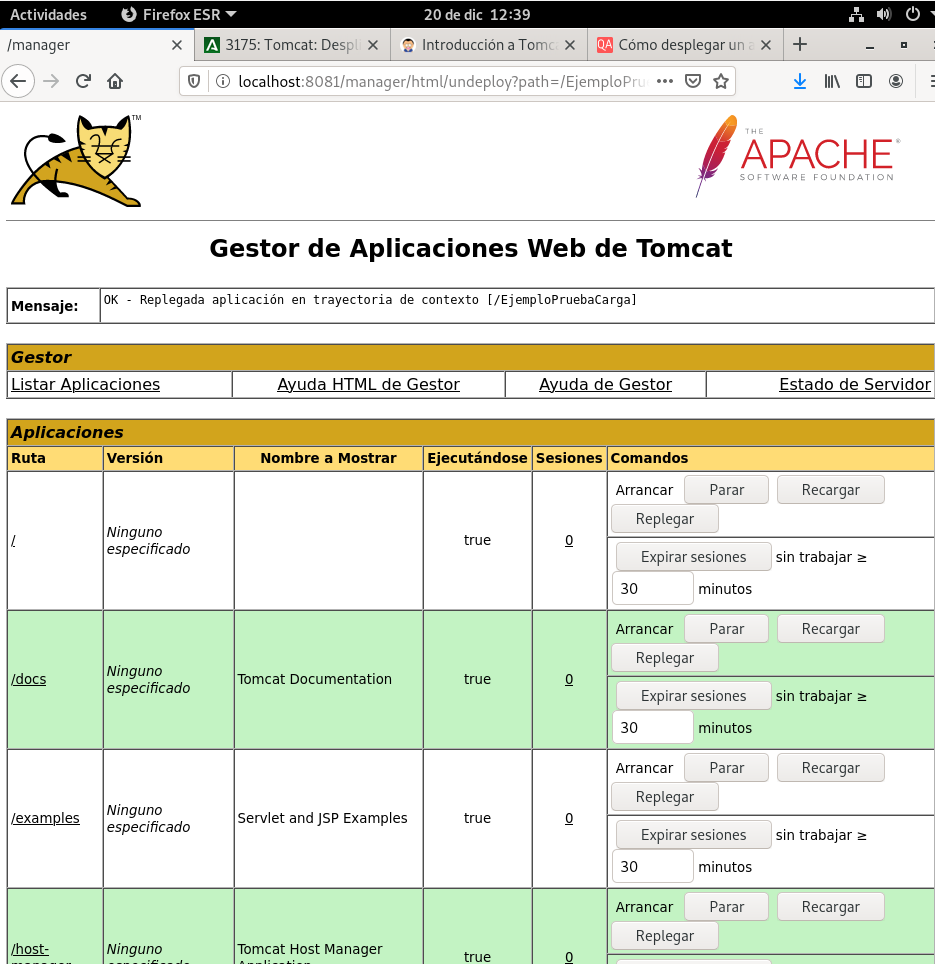 Actividades Firefox ESR 20 de dic 12:39
/manager 3175: Tomcat: Despl Introducción a Tomc Cómo desplegar un a
localhost:8081/manager/html/undeploy?path=/EjemploPru
TM
THE
APACHE®
SOFTWARE FOUNDATION
Gestor de Aplicaciones Web de Tomcat
Mensaje: OK - Replegada aplicación en trayectoria de contexto [/EjemploPruebaCarga]
Gestor
Listar Aplicaciones Ayuda HTML de Gestor Ayuda de Gestor Estado de Servidor
Aplicaciones
Ruta Versión Nombre a Mostrar Ejecutándose Sesiones Comandos
/ Ninguno especificado true 0 Arrancar Parar Recargar
Replegar
Expirar sesiones sin trabajar ≥
30 minutos
/docs Ninguno especificado Tomcat Documentation true 0 Arrancar Parar Recargar
Replegar
Expirar sesiones sin trabajar ≥
30 minutos
/examples Ninguno especificado Servlet and JSP Examples true 0 Arrancar Parar Recargar
Replegar
Expirar sesiones sin trabajar ≥
30 minutos
/host- Ninguno Tomcat Host Manager true 0 Arrancar Parar Recargar
Replegar